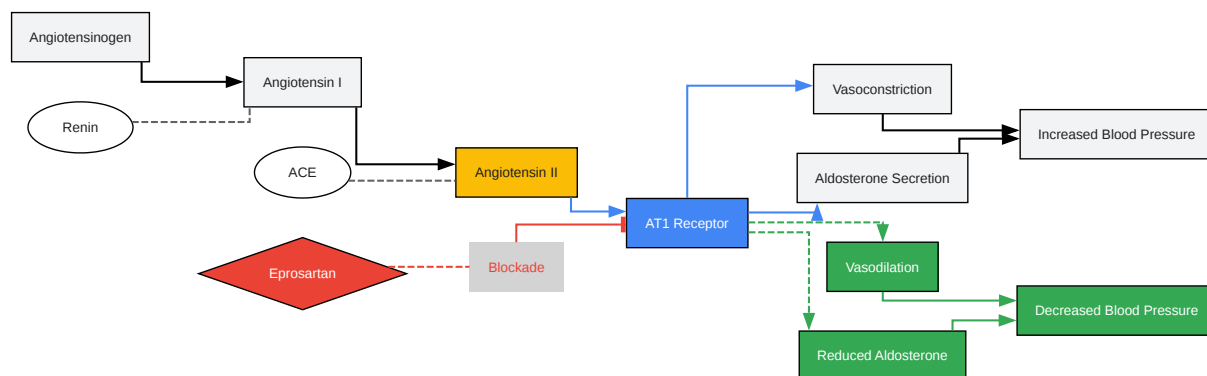 Angiotensinogen
Angiotensin I
Renin
ACE
Angiotensin II
Eprosartan
Blockade
AT1 Receptor
Vasoconstriction
Aldosterone Secretion
Increased Blood Pressure
Vasodilation
Reduced Aldosterone
Decreased Blood Pressure